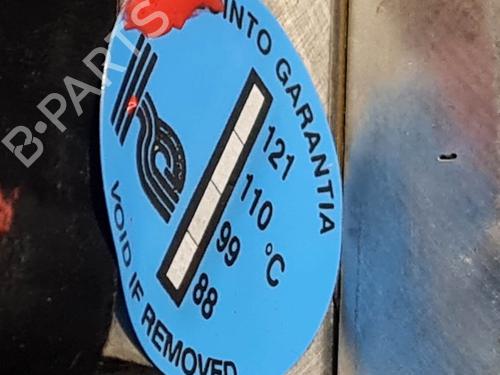 INTO GARANTIA
121
110
99
88
°C
VOID IF REMOVED
B-PARTS